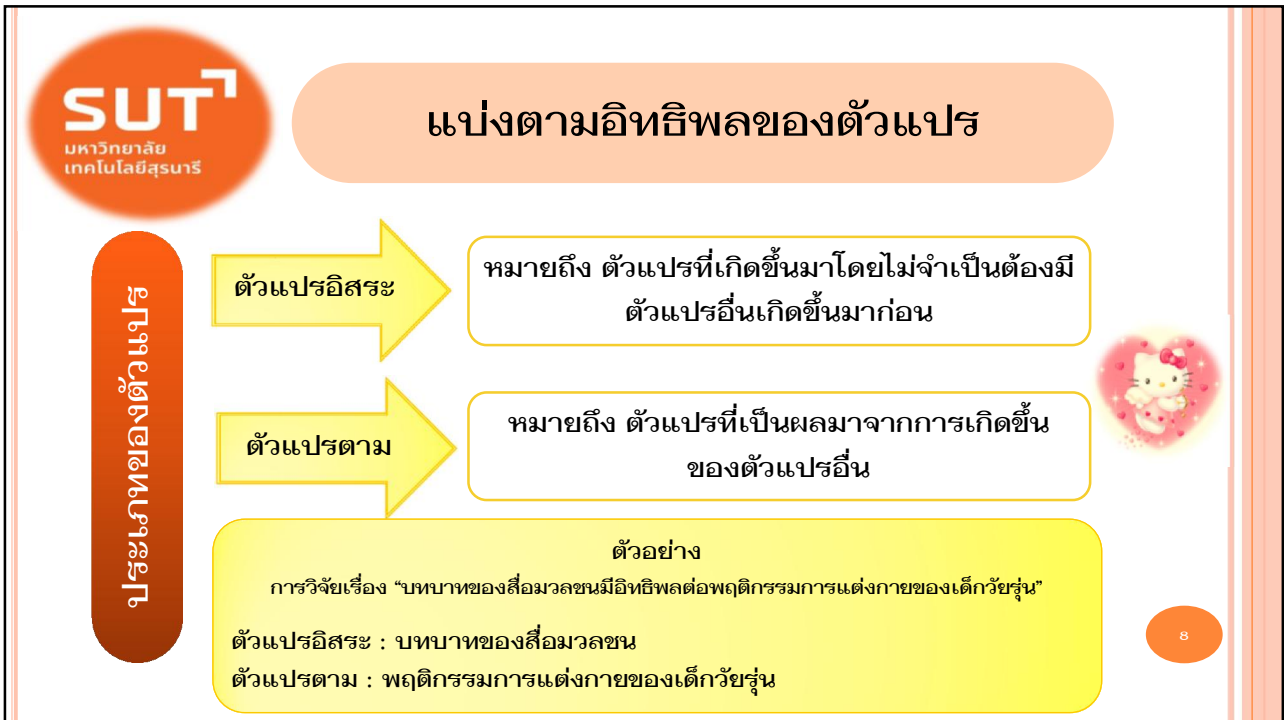 SUT
มหาวิทยาลัย
เทคโนโลยีสุรนารี
แบ่งตามอิทธิพลของตัวแปร
ประเภทของตัวแปร
ตัวแปรอิสระ
หมายถึง ตัวแปรที่เกิดขึ้นมาโดยไม่จำเป็นต้องมี
ตัวแปรอื่นเกิดขึ้นมาก่อน
ตัวแปรตาม
หมายถึง ตัวแปรที่เป็นผลมาจากการเกิดขึ้น
ของตัวแปรอื่น
ตัวอย่าง
การวิจัยเรื่อง “บทบาทของสื่อมวลชนมีอิทธิพลต่อพฤติกรรมการแต่งกายของเด็กวัยรุ่น”
ตัวแปรอิสระ : บทบาทของสื่อมวลชน
ตัวแปรตาม : พฤติกรรมการแต่งกายของเด็กวัยรุ่น
8